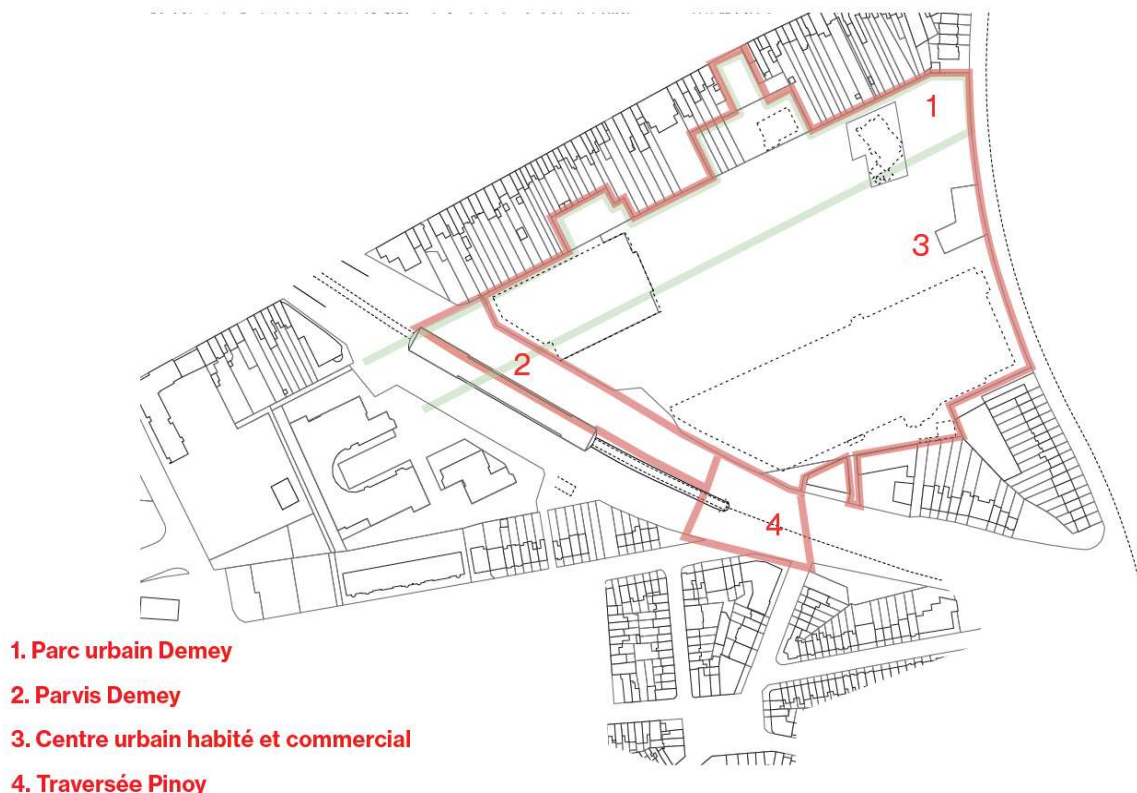 1
3
2
4
1. Parc urbain Demey
2. Parvis Demey
3. Centre urbain habité et commercial
4. Traversée Pinoy